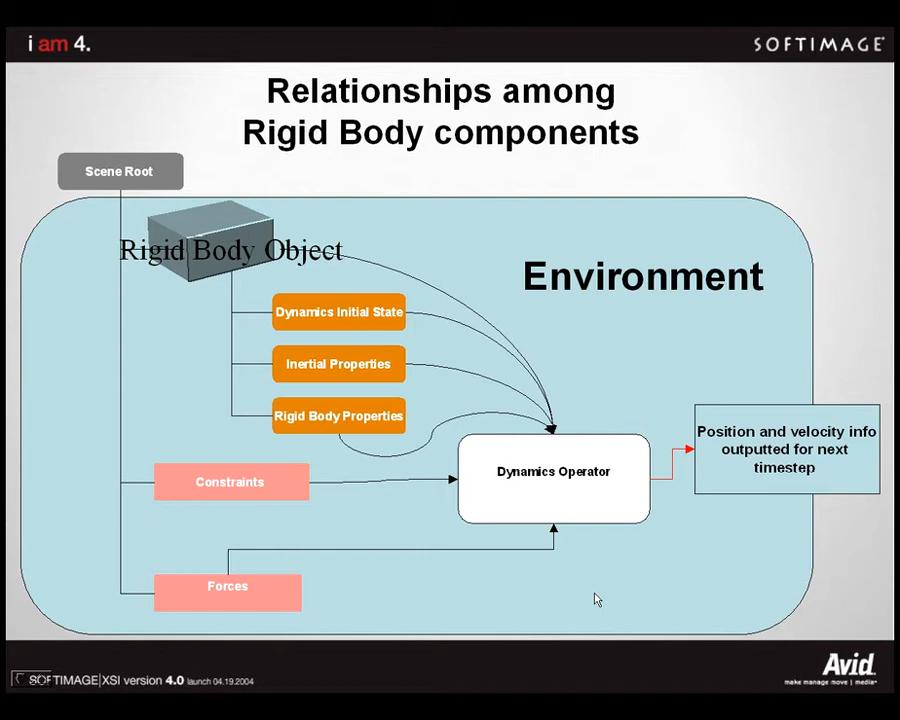 i am 4.
SOFTIMAGE
Relationships among
Rigid Body components
Scene Root
Rigid Body Object
Environment
Dynamics Initial State
Inertial Properties
Rigid Body Properties
Position and velocity info
outputted for next
timestep
Dynamics Operator
Constraints
Forces
SOFTIMAGE|XSI version 4.0 launch 04.19.2004
Avid
make manage move | media